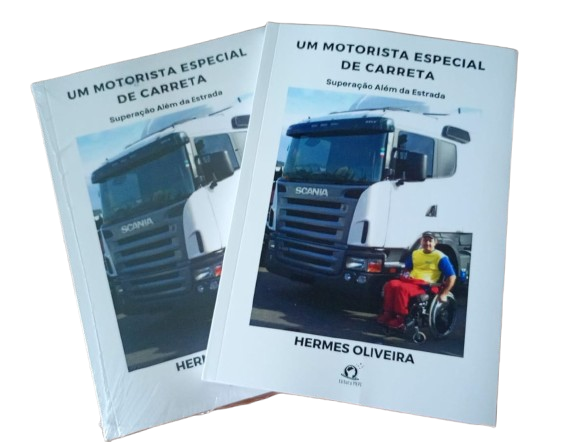 UM MOTORISTA ESPECIAL
DE CARRETA
Superação Além da Estrada
SCANIA
HER
UM MOTORISTA ESPECIAL
DE CARRETA
Superação Além da Estrada
SCANIA
HERMES OLIVEIRA